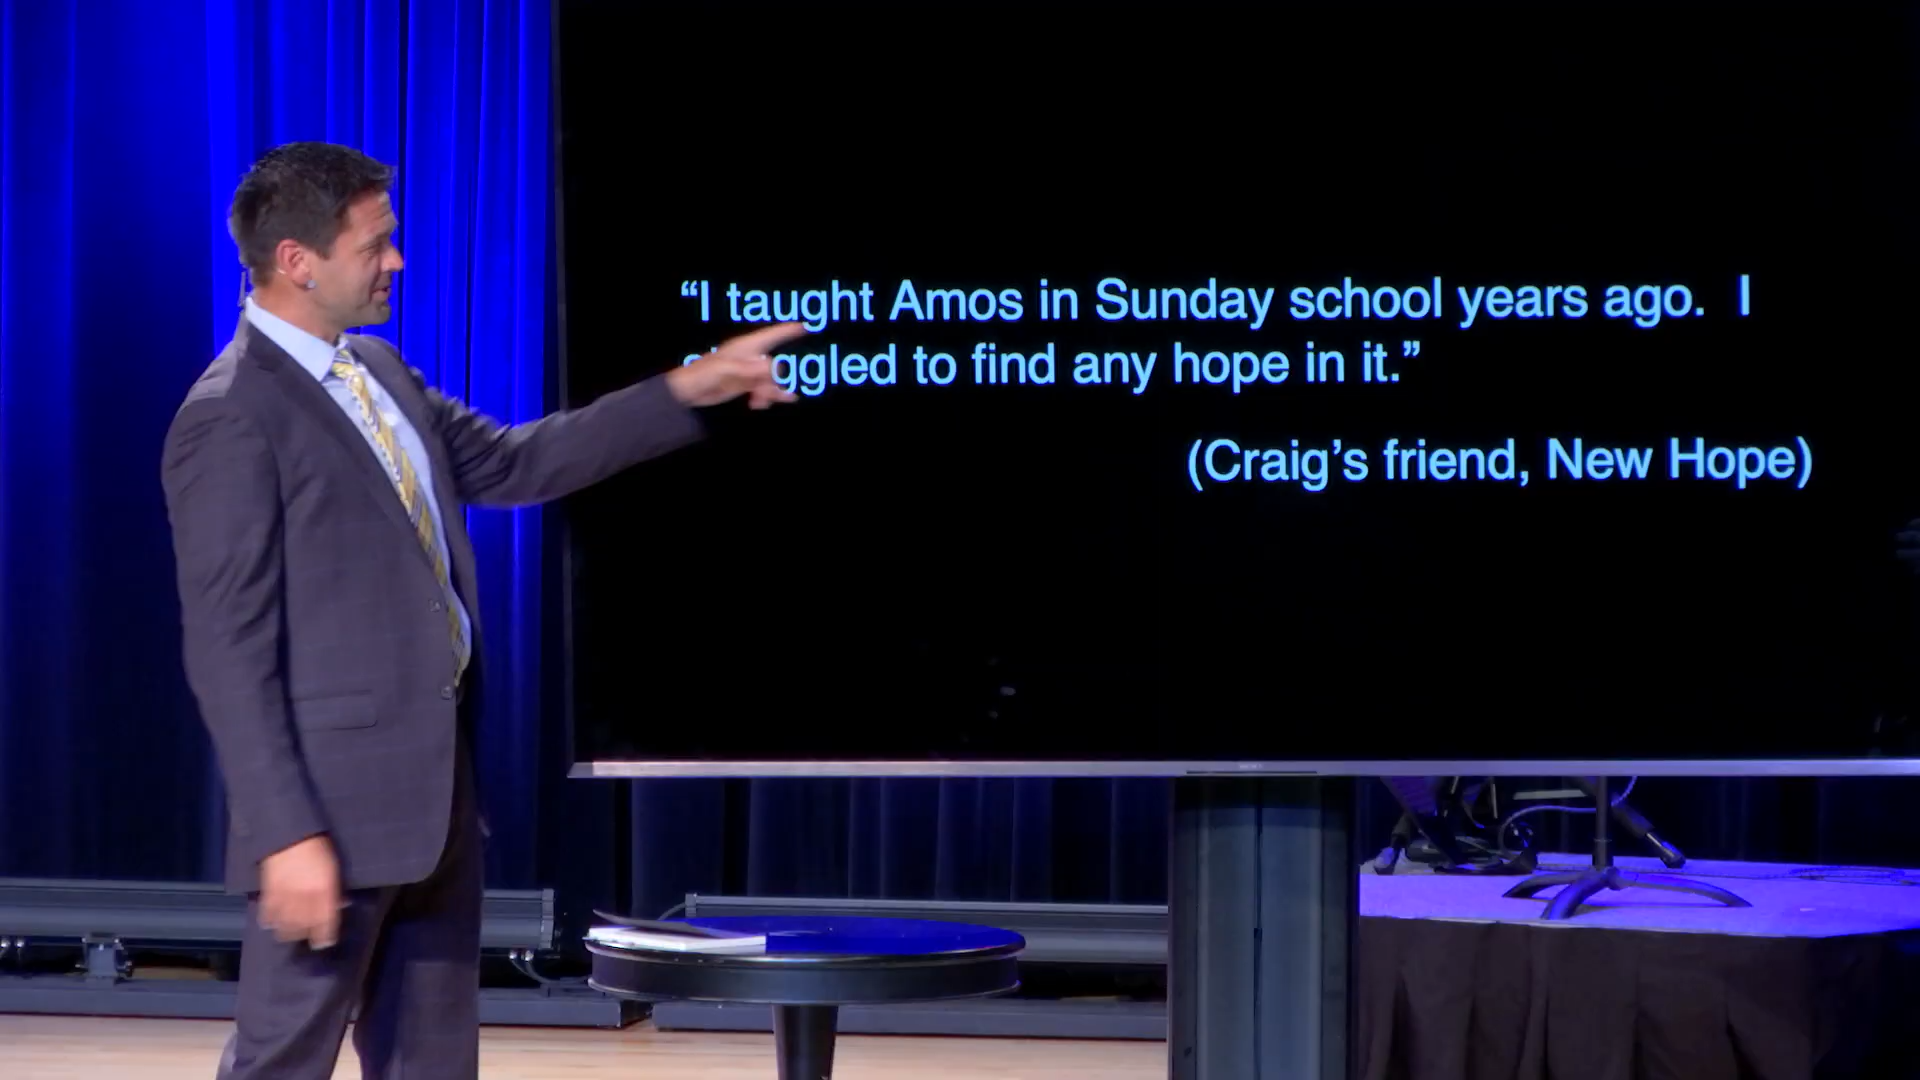 “I taught Amos in Sunday school years ago. I
to find any hope in it.”
(Craig’s friend, New Hope)